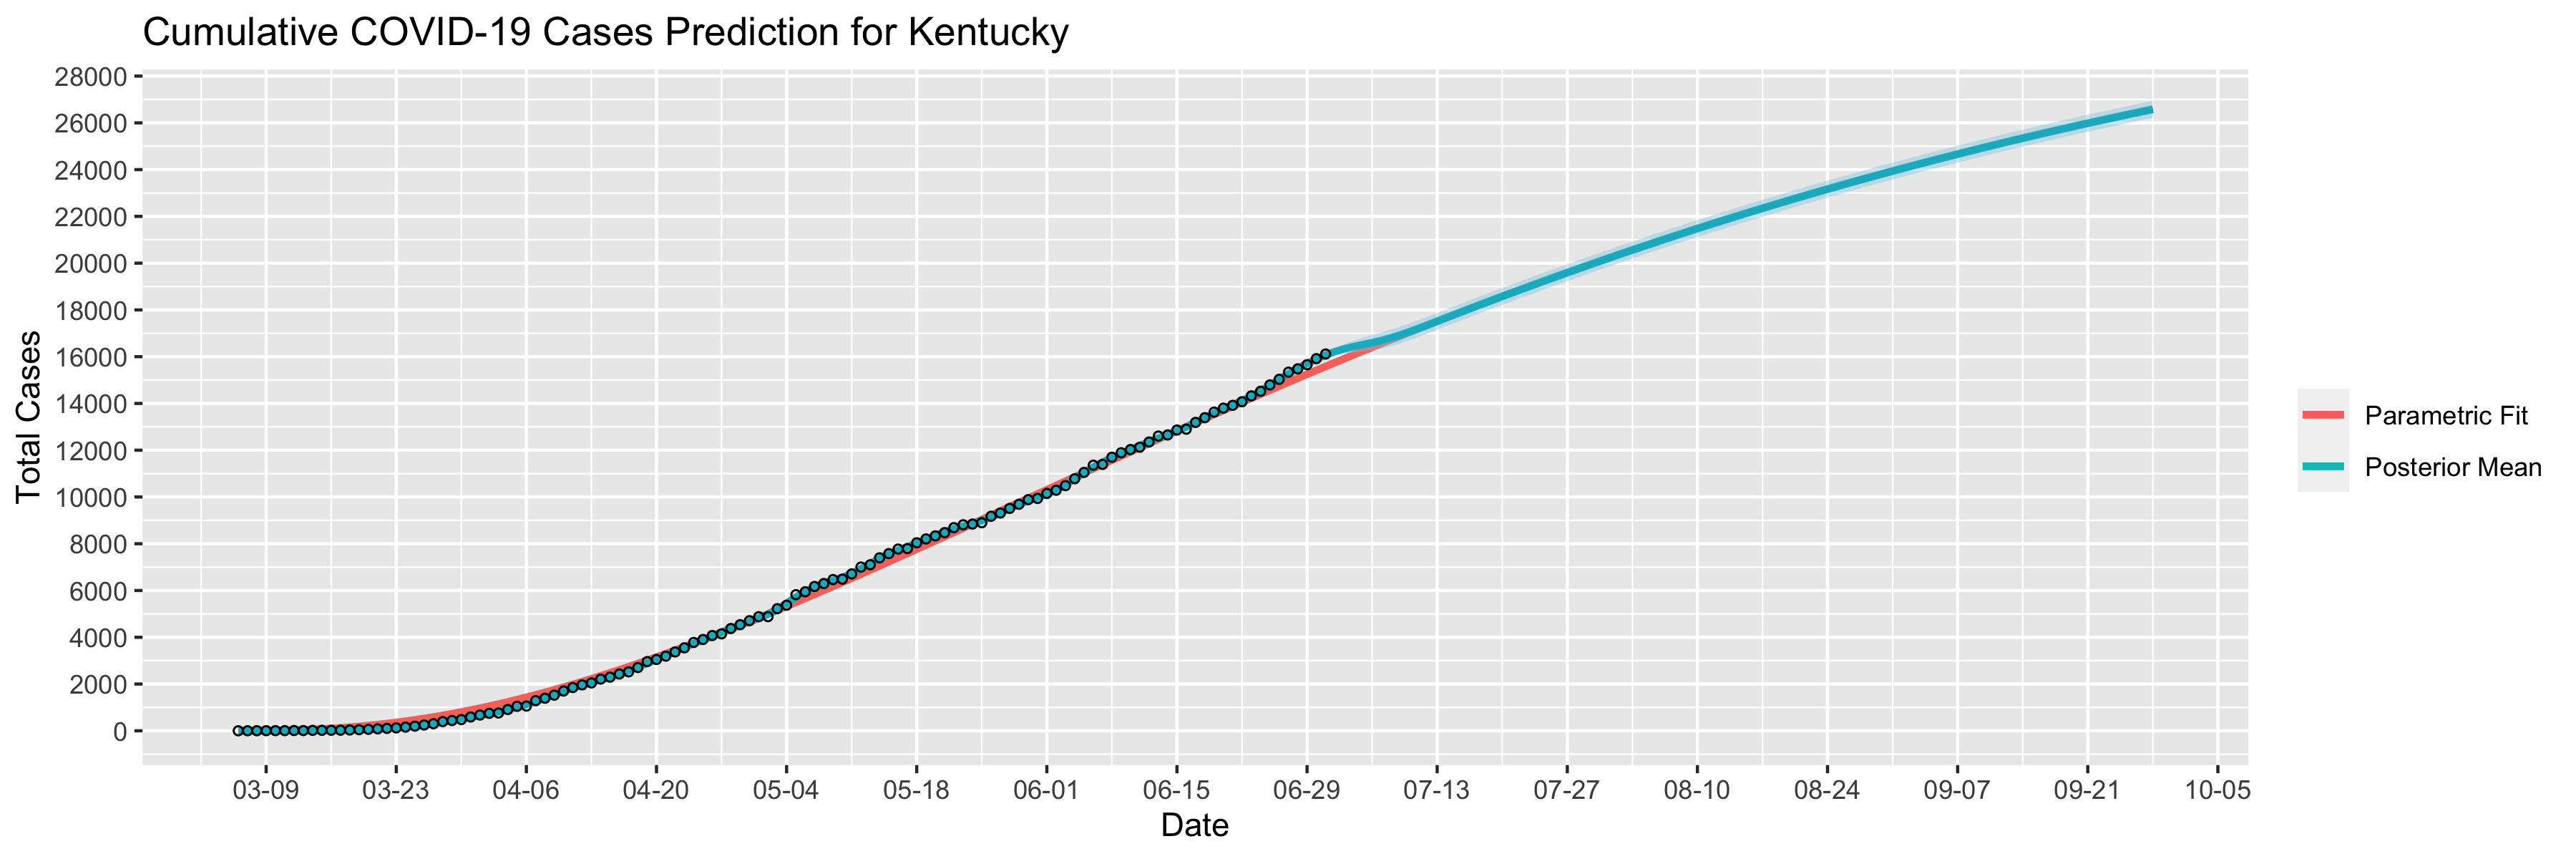 Cumulative COVID-19 Cases Prediction for Kentucky
28000
26000
24000
22000
20000
18000
16000
14000
12000
10000
8000
6000
4000
2000
0
Total Cases
03-09 03-23 04-06 04-20 05-04 05-18 06-01 06-15 06-29 07-13 07-27 08-10 08-24 09-07 09-21 10-05
Date
Parametric Fit
Posterior Mean